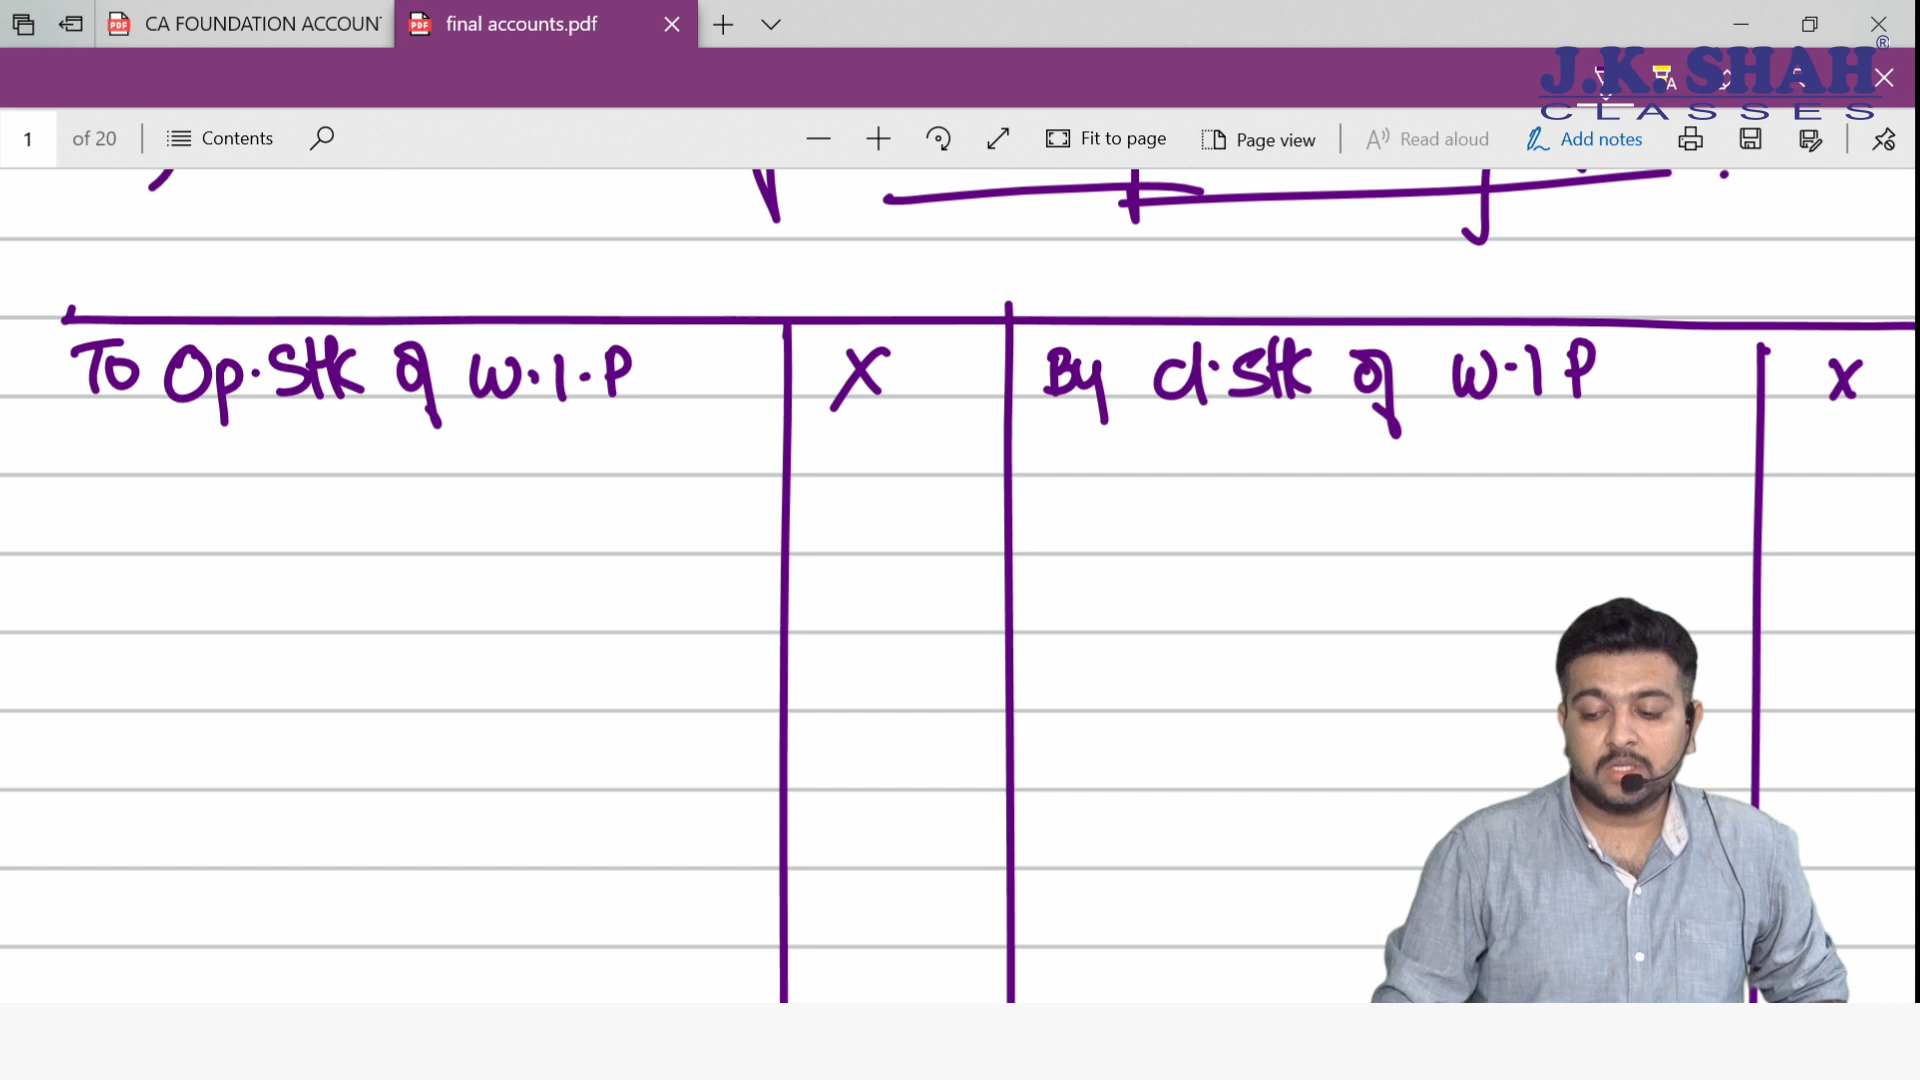 CA FOUNDATION ACCOUN
final accounts.pdf
J.K. SHAH ®
CLASSES
1 of 20 Contents Fit to page Page view Read aloud Add notes
To Op. Stk of W.I.P X By Cl. Stk of W.I P X